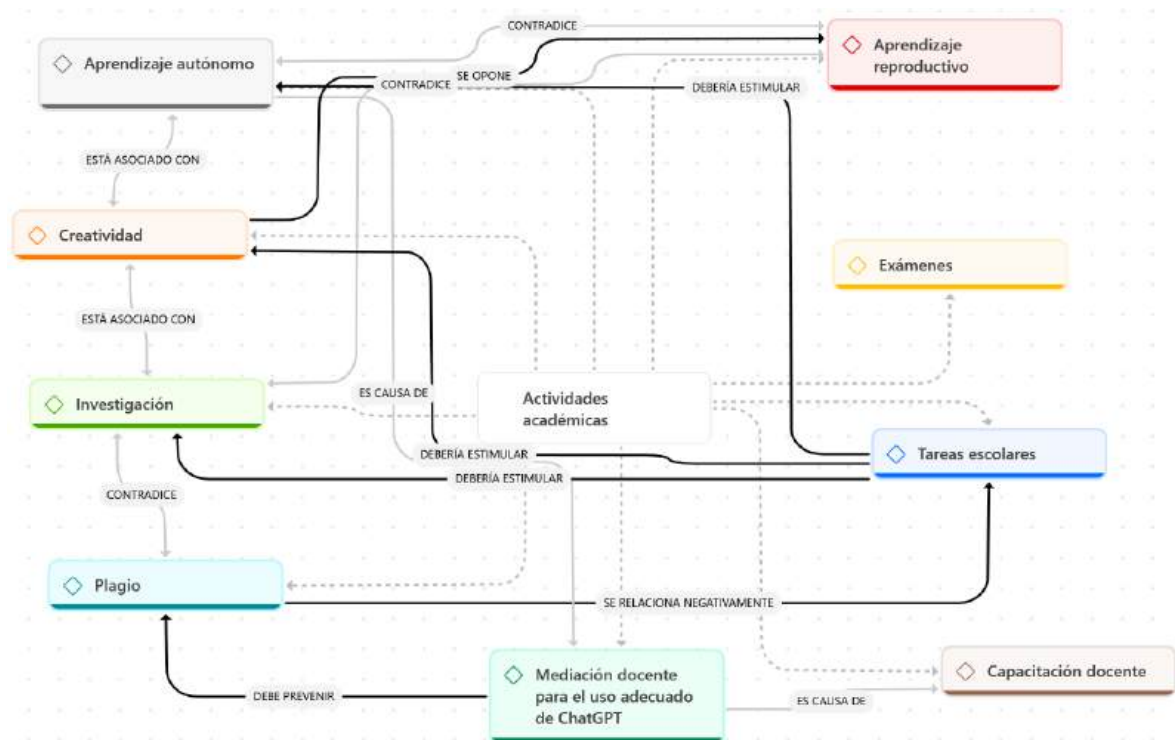 CONTRADICE
Aprendizaje autónomo
Aprendizaje
reproductivo
SE OPONE
CONTRADICE
DEBERÍA ESTIMULAR
ESTÁ ASOCIADO CON
Creatividad
Exámenes
ESTÁ ASOCIADO CON
Investigación
ES CAUSA DE
Actividades
académicas
Tareas escolares
DEBERÍA ESTIMULAR
DEBERÍA ESTIMULAR
CONTRADICE
Plagio
SE RELACIONA NEGATIVAMENTE
Mediación docente
para el uso adecuado
de ChatGPT
Capacitación docente
DEBE PREVENIR
ES CAUSA DE